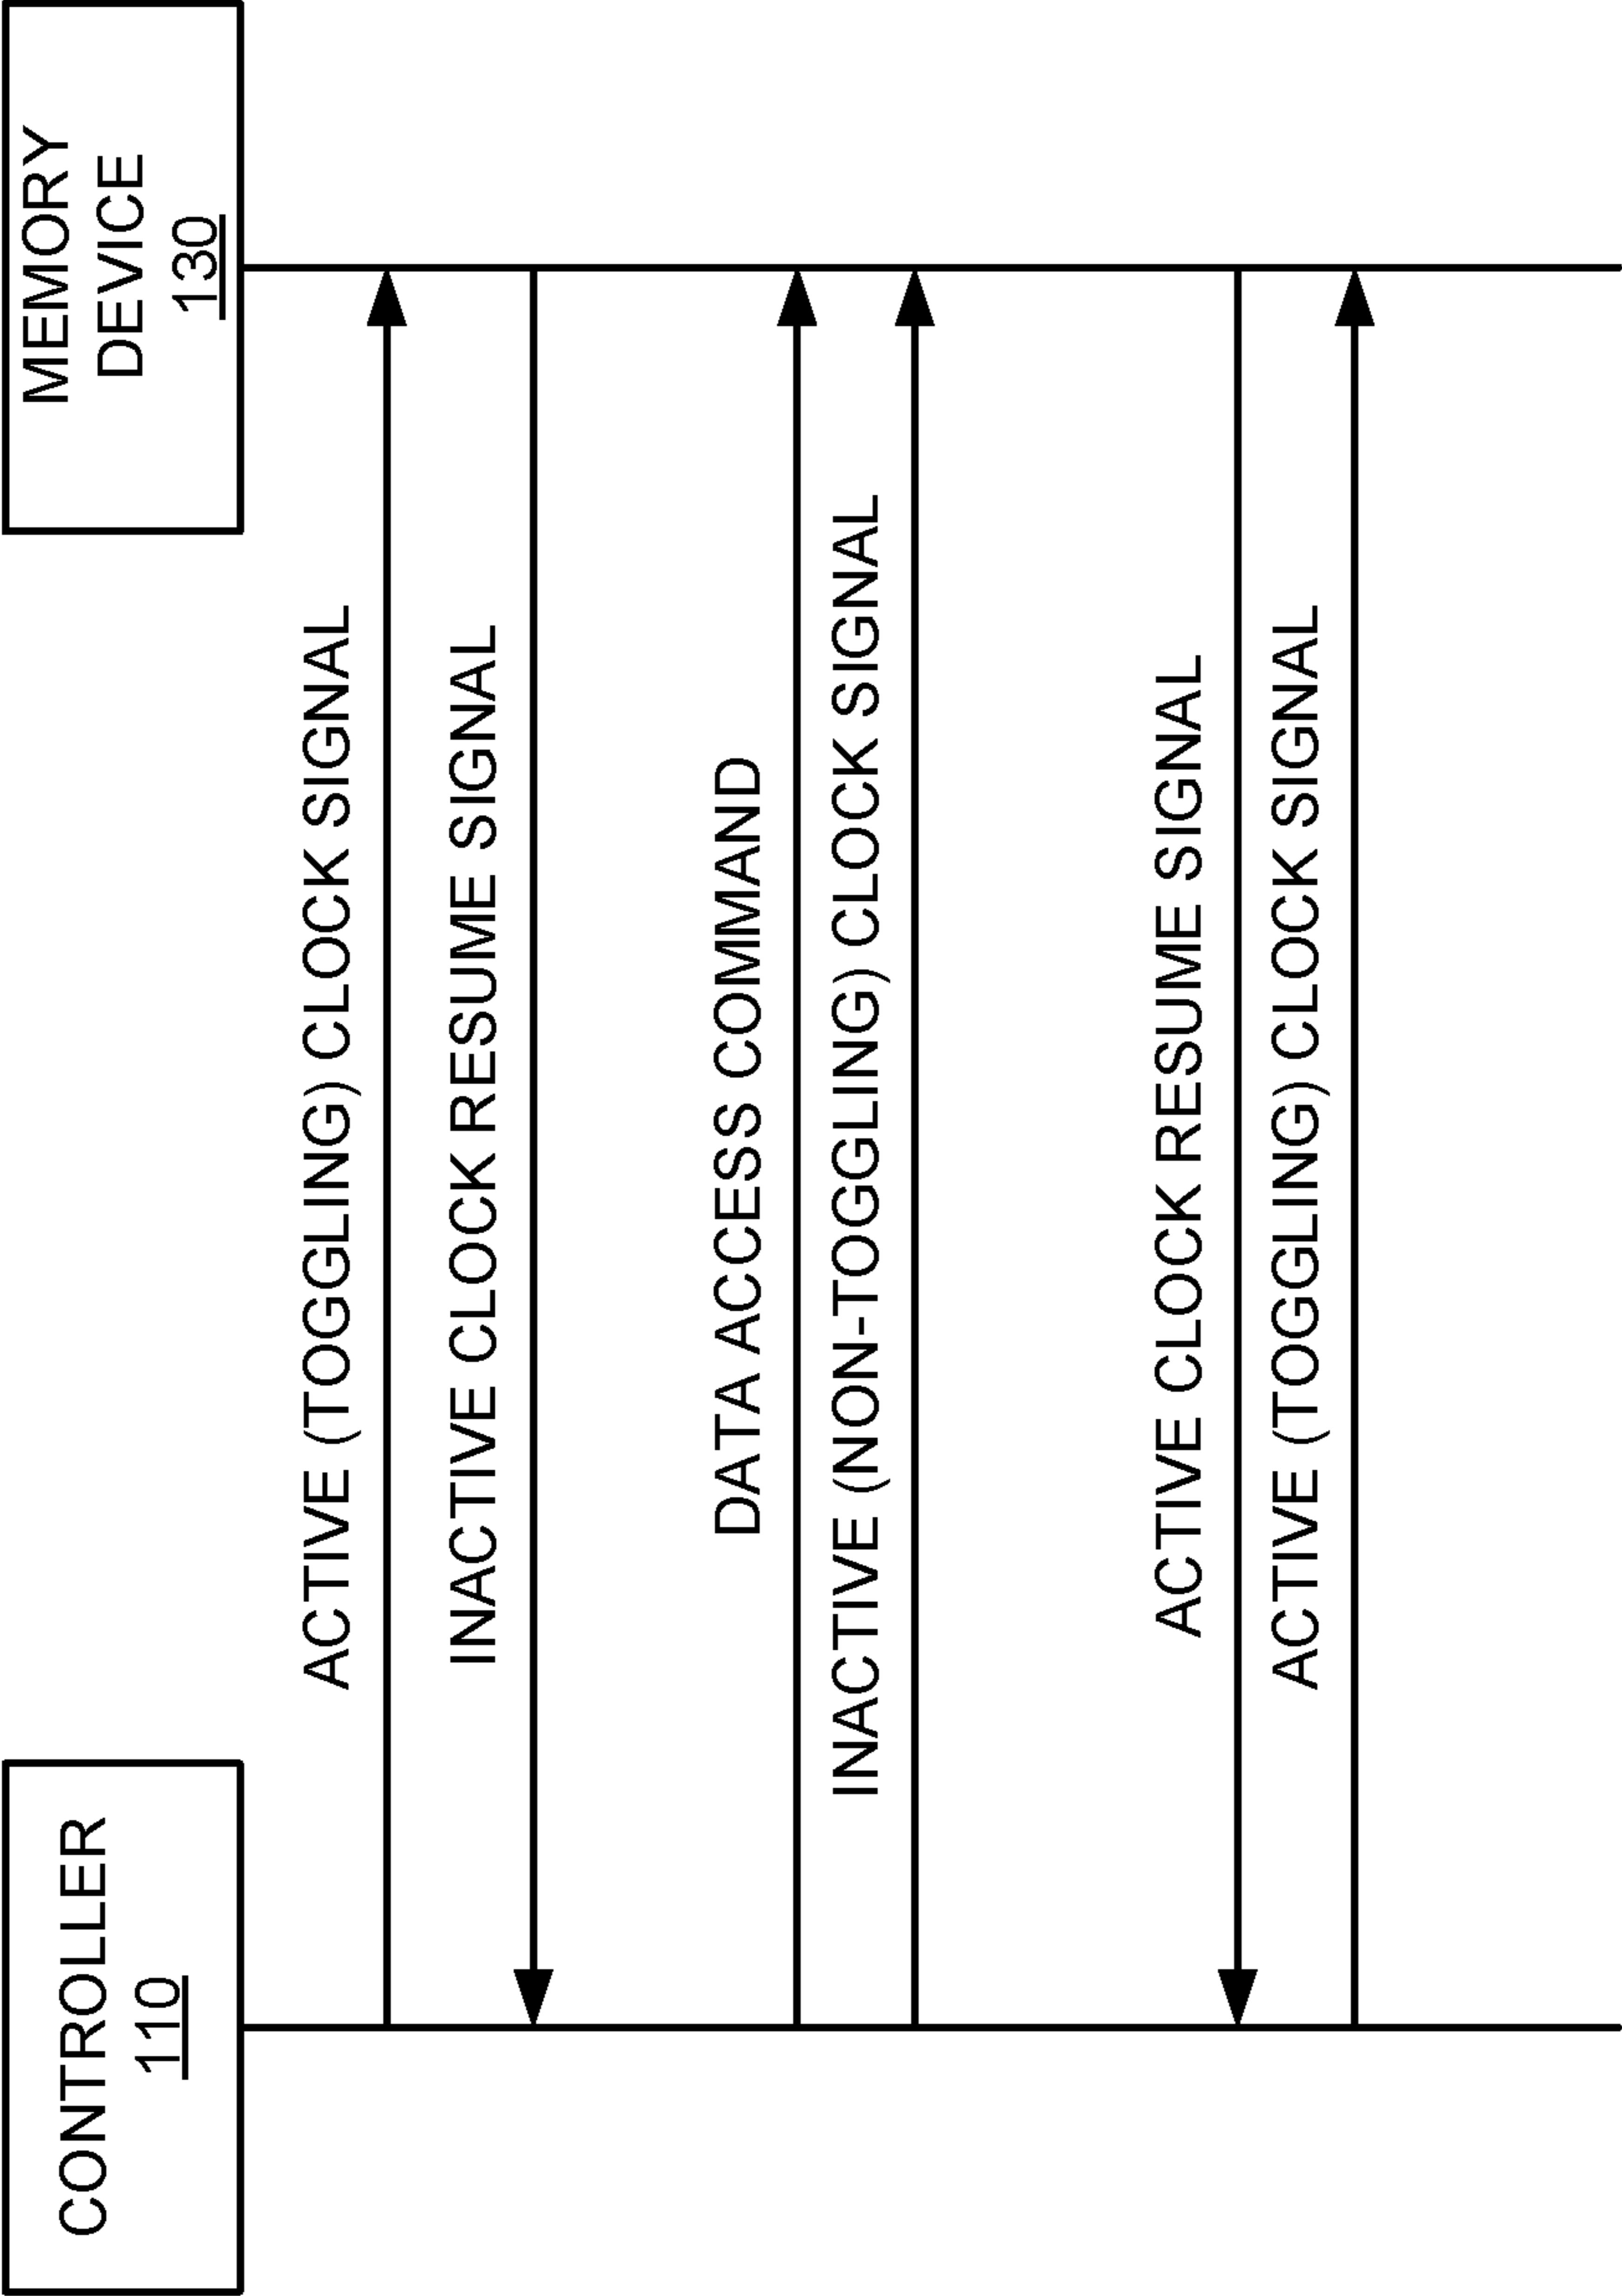 CONTROLLER
110
MEMORY
DEVICE
130
ACTIVE (TOGGLING) CLOCK SIGNAL
INACTIVE CLOCK RESUME SIGNAL
DATA ACCESS COMMAND
INACTIVE (NON-TOGGLING) CLOCK SIGNAL
ACTIVE CLOCK RESUME SIGNAL
ACTIVE (TOGGLING) CLOCK SIGNAL